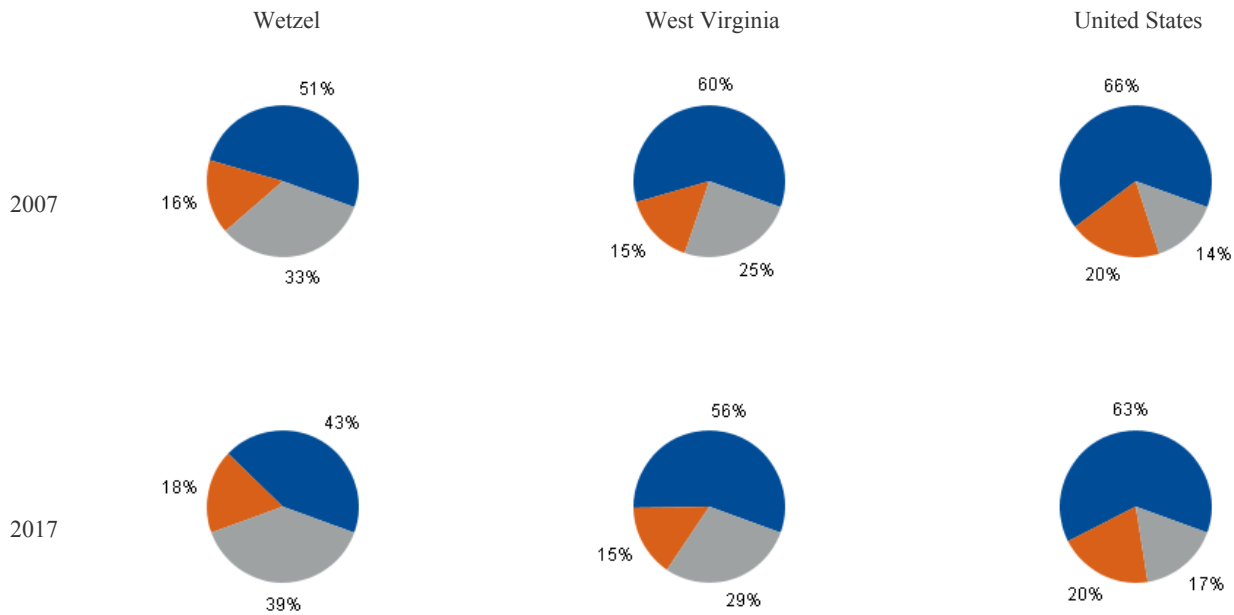 Wetzel West Virginia United States
51% 60% 66%
2007
16% 15% 20% 14%
33% 25%
43% 56% 63%
2017
18% 15% 20% 17%
39% 29%